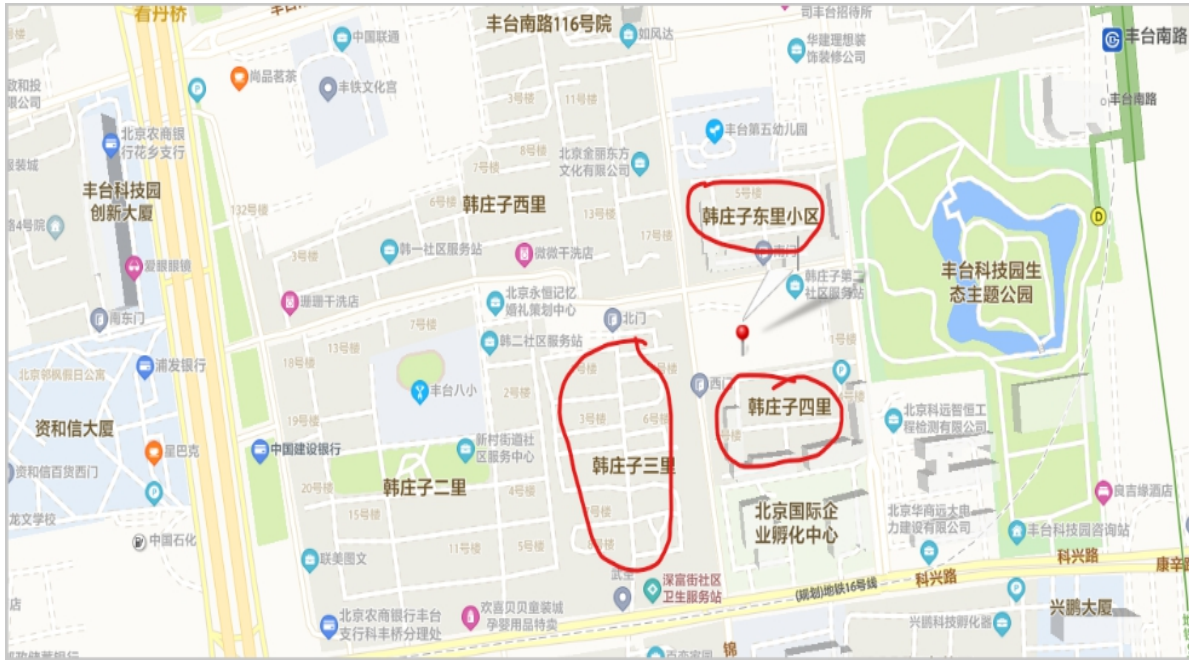 看丹桥
丰台南路116号院
如风达
司丰台招待所
华建理想装
饰装修公司
丰台南路
丰台南路
中国联通
尚品茗茶
丰铁文化宫
P
3号楼
11号楼
8号楼
7号楼
北京农商银
行花乡支行
丰台第五幼儿园
北京金丽东方
文化有限公司
丰台科技园
创新大厦
132号楼
6号楼
韩庄子西里
13号楼
17号楼
5号楼
韩庄子东里小区
南门
D
路4号院
爱眼眼镜
3号楼
韩一社区服务站
微微干洗店
韩庄子第二
社区服务站
丰台科技园生
态主题公园
珊珊干洗店
北京永恒记忆
婚礼策划中心
南东门
7号楼
13号楼
18号楼
韩二社区服务站
北门
1号楼
P
浦发银行
北京邻枫假日公寓
丰台八小
2号楼
西门
韩庄子四里
3号楼
6号楼
19号楼
资和信大厦
星巴克
中国建设银行
新村街道社
区服务中心
韩庄子三里
北京科远智恒工
程检测有限公司
资和信百货西门
P
20号楼
韩庄子二里
4号楼
15号楼
北京国际企
业孵化中心
北京华商远大电
力建设有限公司
良吉缘酒店
龙文学校
中国石化
11号楼
5号楼
丰台科技园咨询站
联美图文
科兴路
科兴路
康辛路
深富街社区
卫生服务站
(规划)地铁16号线
P
兴鹏大厦
北京农商银行丰台
支行科丰桥分理处
欢喜贝贝童装城
孕婴用品特卖
兴鹏科技孵化器
锦
百恋家园